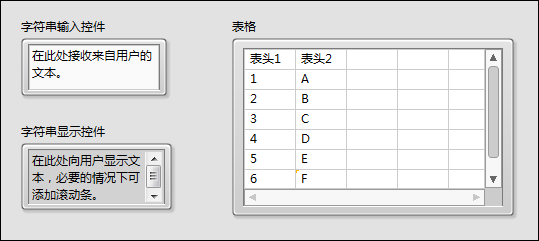 字符串输入控件
在此处接收来自用户的
文本。
字符串显示控件
在此处向用户显示文
本，必要的情况下可
添加滚动条。
表格
表头1 表头2
1 A
2 B
3 C
4 D
5 E
6 F